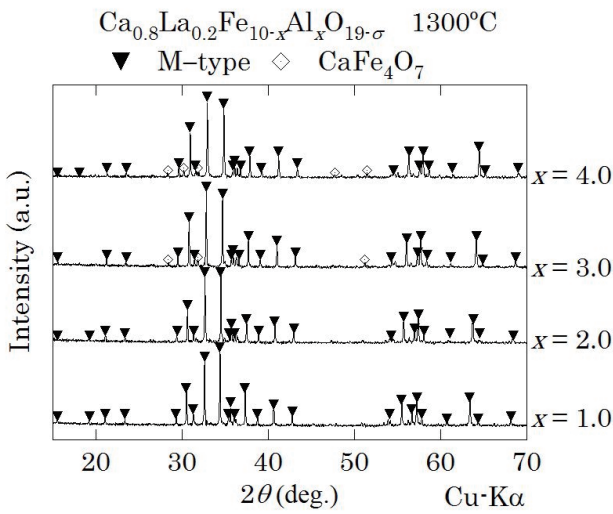 Ca₀.₈La₀.₂Fe₁₀₋ₓAlₓO₁₉₋σ 1300ºC
▼ M–type ◇ CaFe₄O₇
Intensity (a.u.)
x = 4.0
x = 3.0
x = 2.0
x = 1.0
20 30 40 50 60 70
2θ (deg.) Cu-Kα